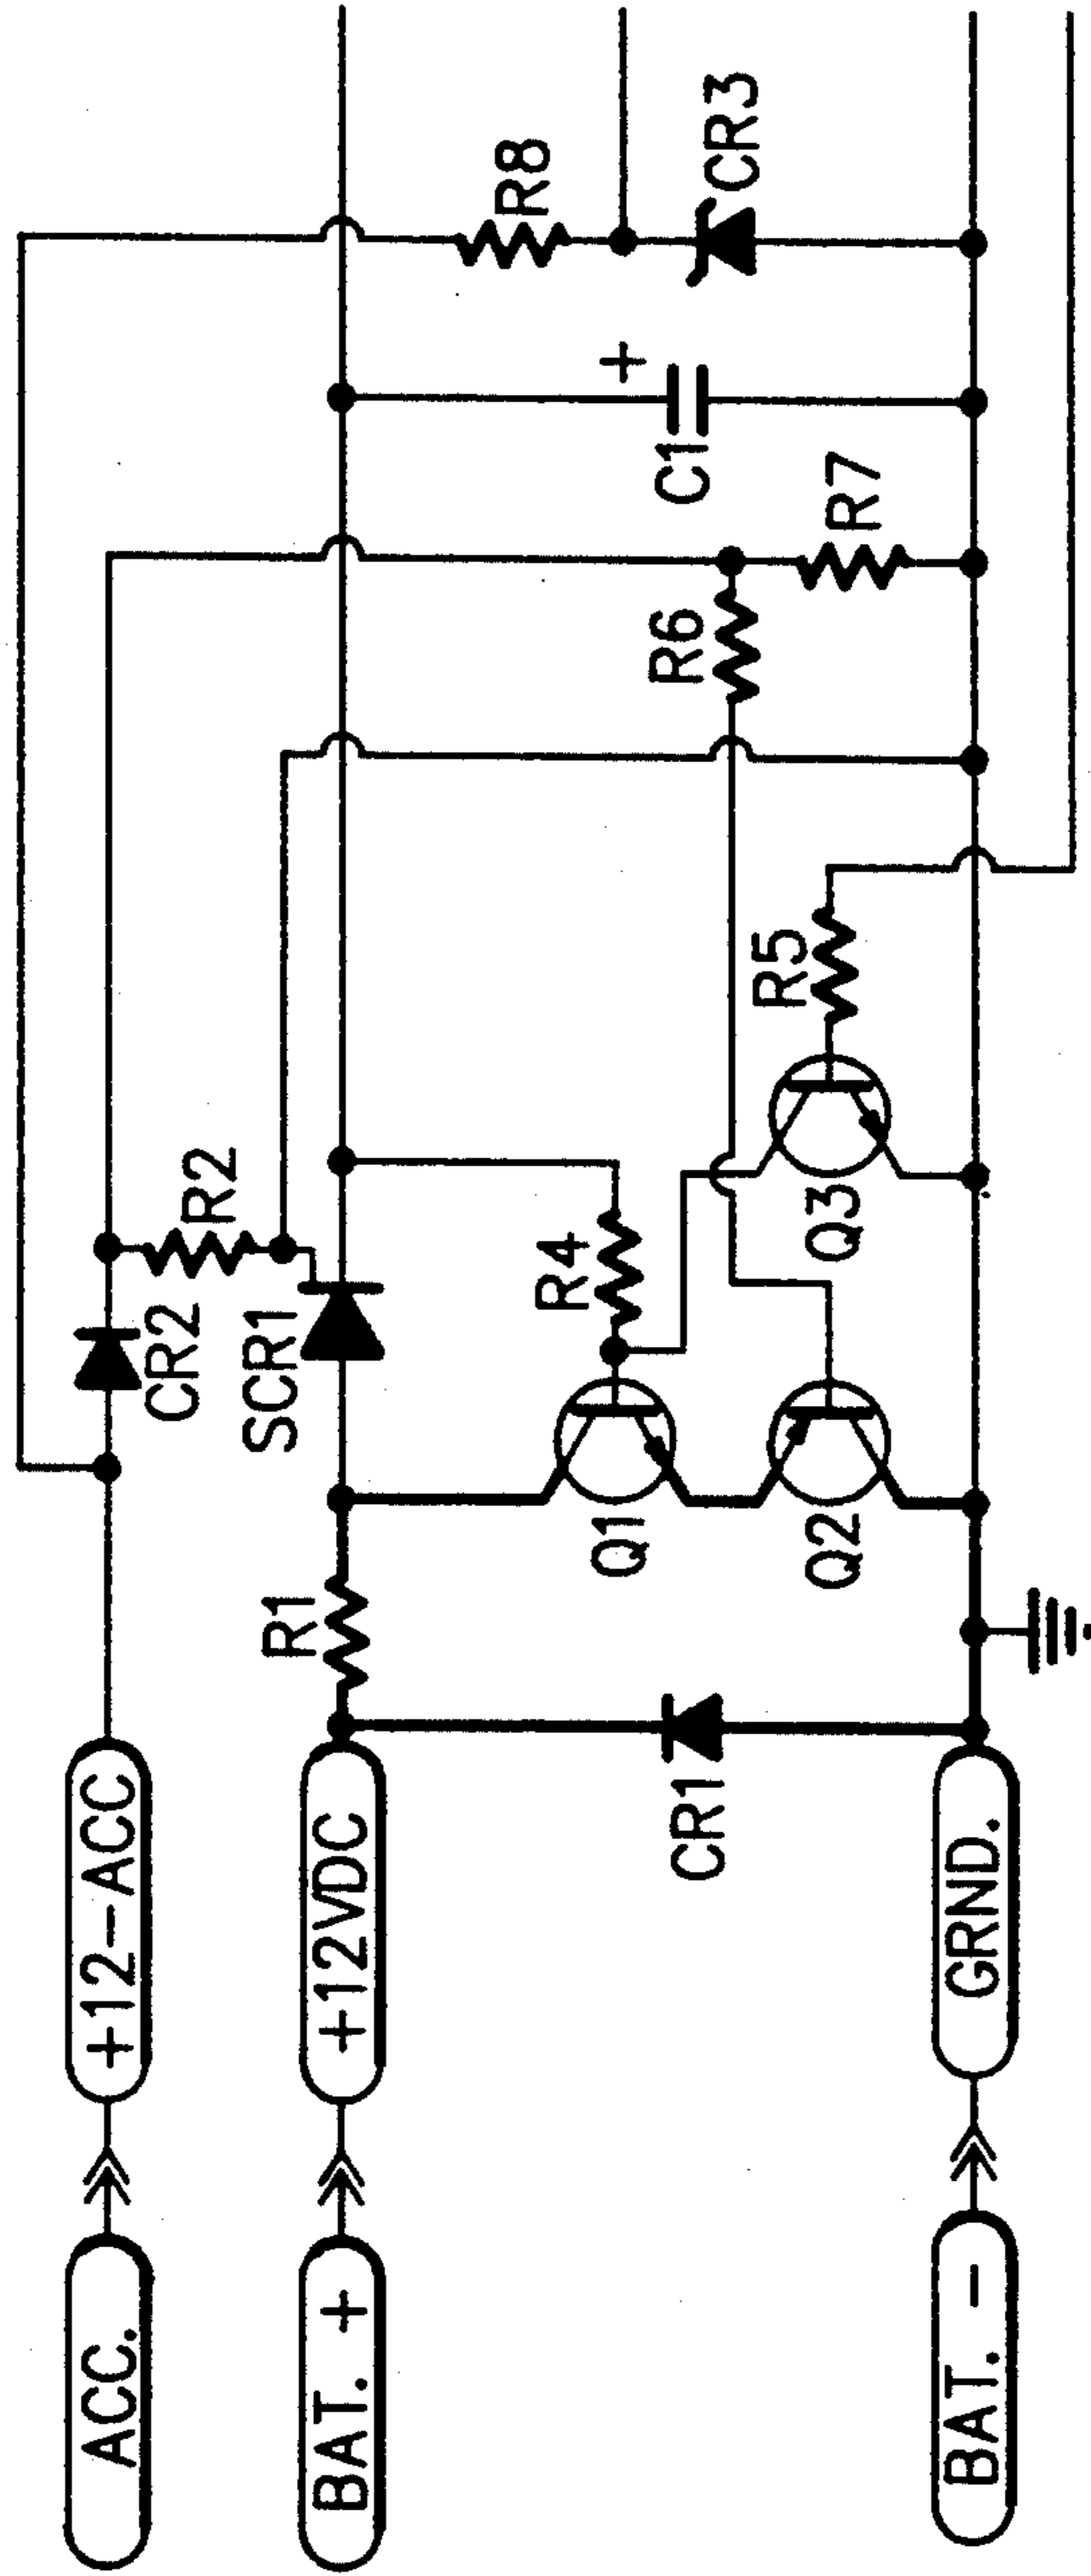 ACC.
+12-ACC
BAT. +
+12VDC
BAT. -
GRND.
CR2
R2
R8
R1
SCR1
CR1
Q1
R4
Q2
Q3
R5
R6
R7
C1
+
CR3